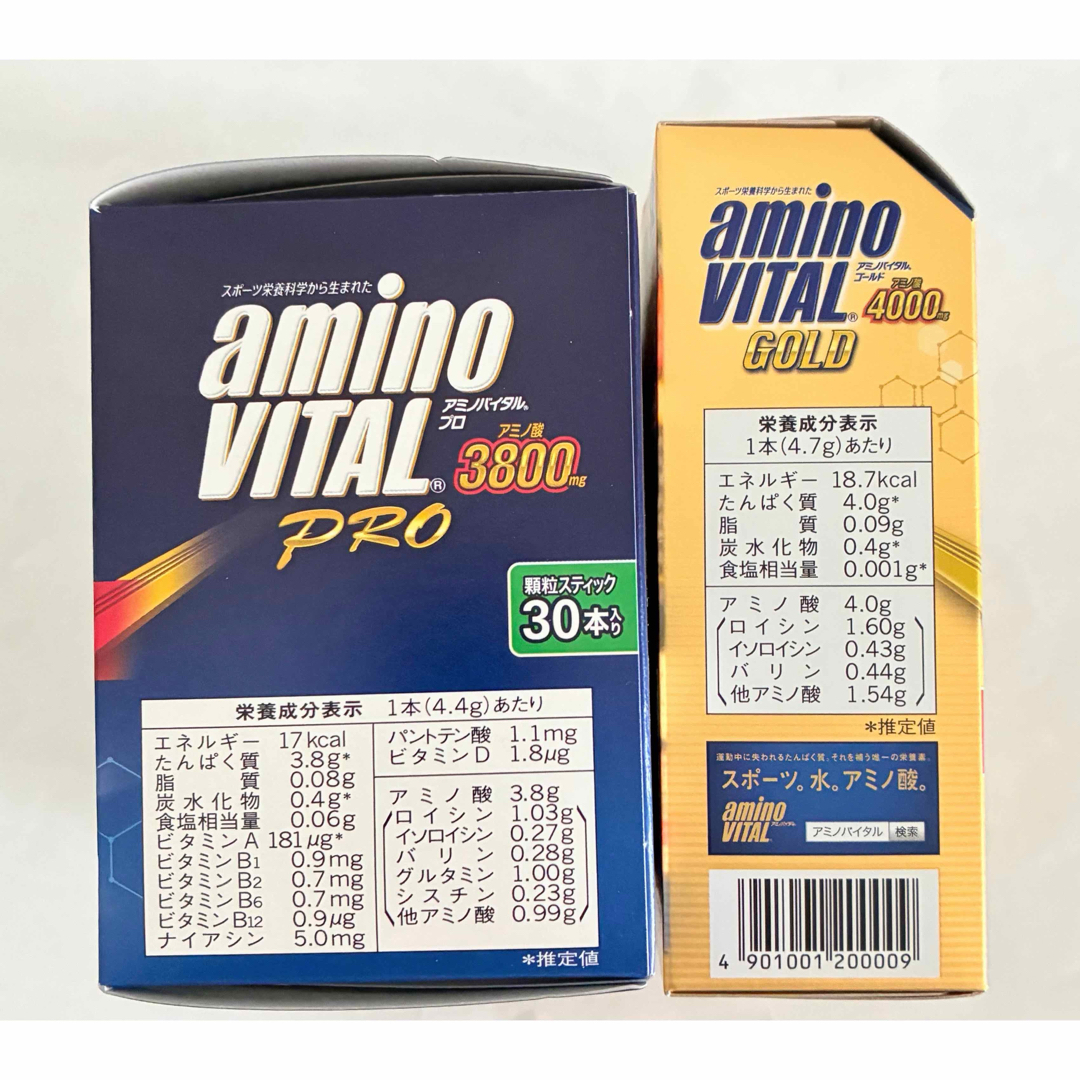 スポーツ栄養科学から生まれた
amino
VITAL®
アミノバイタル®
プロ
アミノ酸
3800mg
PRO
顆粒スティック
30本入り
栄養成分表示 1本(4.4g)あたり
エネルギー 17kcal
たんぱく質 3.8g*
脂質 0.08g
炭水化物 0.4g*
食塩相当量 0.06g
ビタミンA 181μg*
ビタミンB1 0.9mg
ビタミンB2 0.7mg
ビタミンB6 0.7mg
ビタミンB12 0.9μg
ナイアシン 5.0mg
パントテン酸 1.1mg
ビタミンD 1.8μg
アミノ酸 3.8g
ロイシン 1.03g
イソロイシン 0.27g
バリン 0.28g
グルタミン 1.00g
シスチン 0.23g
他アミノ酸 0.99g
*推定値
スポーツ栄養科学から生まれた
amino
VITAL®
アミノバイタル®
ゴールド
アミノ酸
4000mg
GOLD
栄養成分表示
1本(4.7g)あたり
エネルギー 18.7kcal
たんぱく質 4.0g*
脂質 0.09g
炭水化物 0.4g*
食塩相当量 0.001g*
アミノ酸 4.0g
ロイシン 1.60g
イソロイシン 0.43g
バリン 0.44g
他アミノ酸 1.54g
*推定値
運動中に失われるたんぱく質。それを補う唯一の栄養素。
スポーツ。水。アミノ酸。
amino
VITAL®
アミノバイタル®
アミノバイタル 検索
4 901001 200009